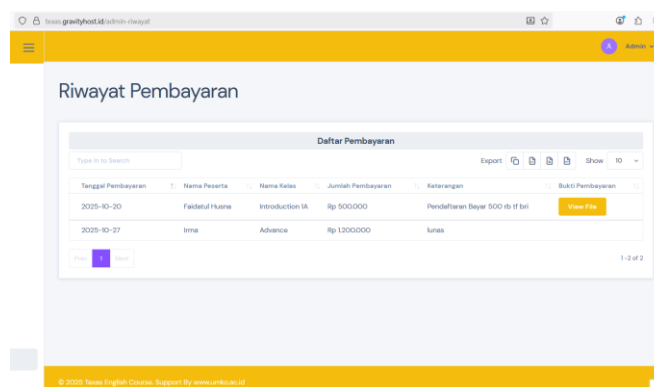 texas.gravityhost.id/admin-riwayat
A Admin
Riwayat Pembayaran
Daftar Pembayaran
Type in to Search Export Show 10
Tanggal Pembayaran Nama Peserta Nama Kelas Jumlah Pembayaran Keterangan Bukti Pembayaran
2025-10-20 Faidatul Husna Introduction 1A Rp 500.000 Pendaftaran Bayar 500 rb tf bri View File
2025-10-27 Irma Advance Rp 1.200.000 lunas
Prev 1 Next 1 -2 of 2
© 2025 Texas English Course. Support By www.umko.ac.id